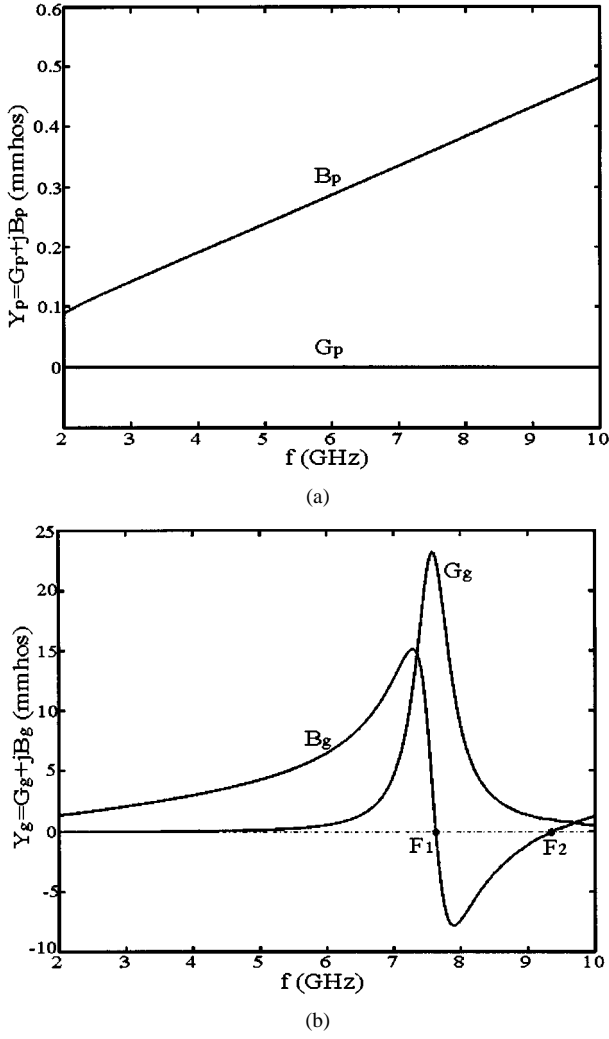 0.6
0.5
0.4
0.3
0.2
0.1
0
Yp=Gp+jBp (mmhos)
Bp
Gp
2 3 4 5 6 7 8 9 10
f (GHz)
(a)
25
20
15
10
5
0
-5
-10
Yg=Gg+jBg (mmhos)
Gg
Bg
F1
F2
2 3 4 5 6 7 8 9 10
f (GHz)
(b)